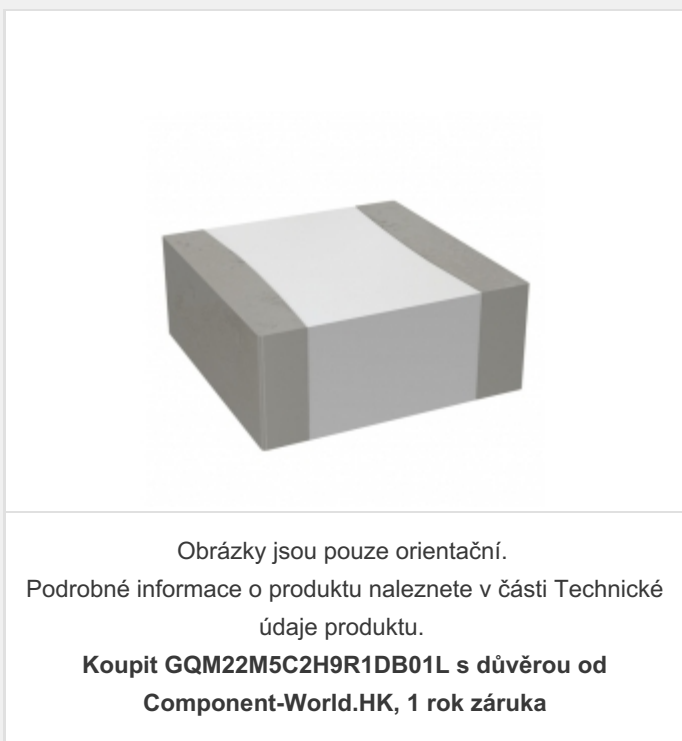 Obrázky jsou pouze orientační.
Podrobné informace o produktu naleznete v části Technické
údaje produktu.
Koupit GQM22M5C2H9R1DB01L s důvěrou od
Component-World.HK, 1 rok záruka